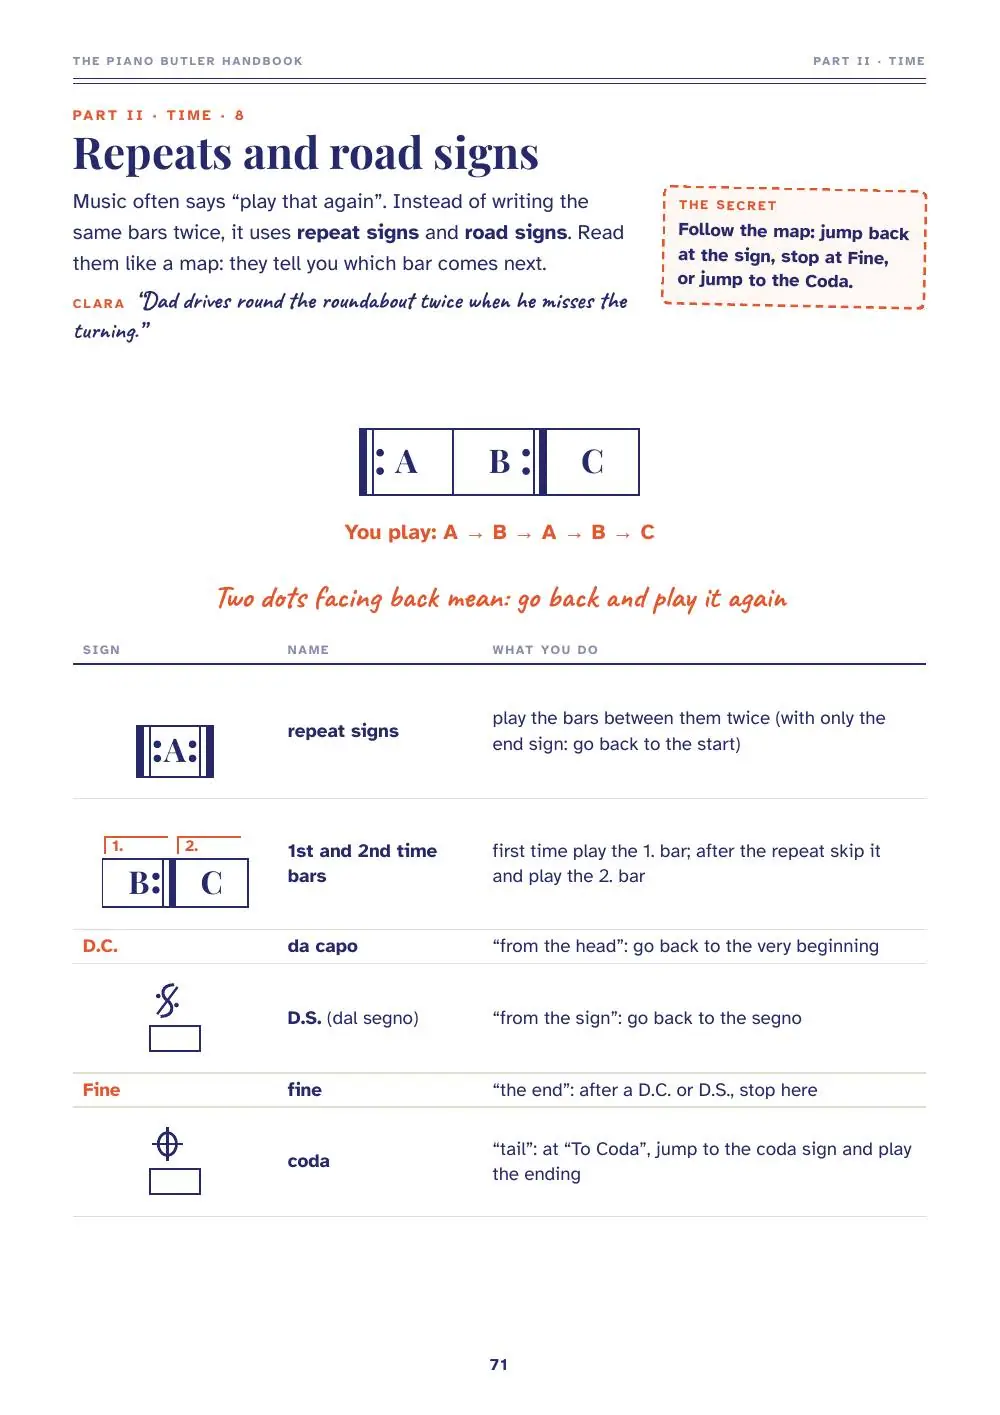 THE PIANO BUTLER HANDBOOK
PART II · TIME
PART II · TIME · 8
Repeats and road signs
Music often says “play that again”. Instead of writing the
same bars twice, it uses repeat signs and road signs. Read
them like a map: they tell you which bar comes next.
CLARA “Dad drives round the roundabout twice when he misses the
turning.”
THE SECRET
Follow the map: jump back
at the sign, stop at Fine,
or jump to the Coda.
A B C
You play: A → B → A → B → C
Two dots facing back mean: go back and play it again
SIGN NAME WHAT YOU DO
A
repeat signs
play the bars between them twice (with only the
end sign: go back to the start)
1. 2.
B C
1st and 2nd time
bars
first time play the 1. bar; after the repeat skip it
and play the 2. bar
D.C. da capo “from the head”: go back to the very beginning
D.S. (dal segno) “from the sign”: go back to the segno
Fine fine “the end”: after a D.C. or D.S., stop here
coda
“tail”: at “To Coda”, jump to the coda sign and play
the ending
71